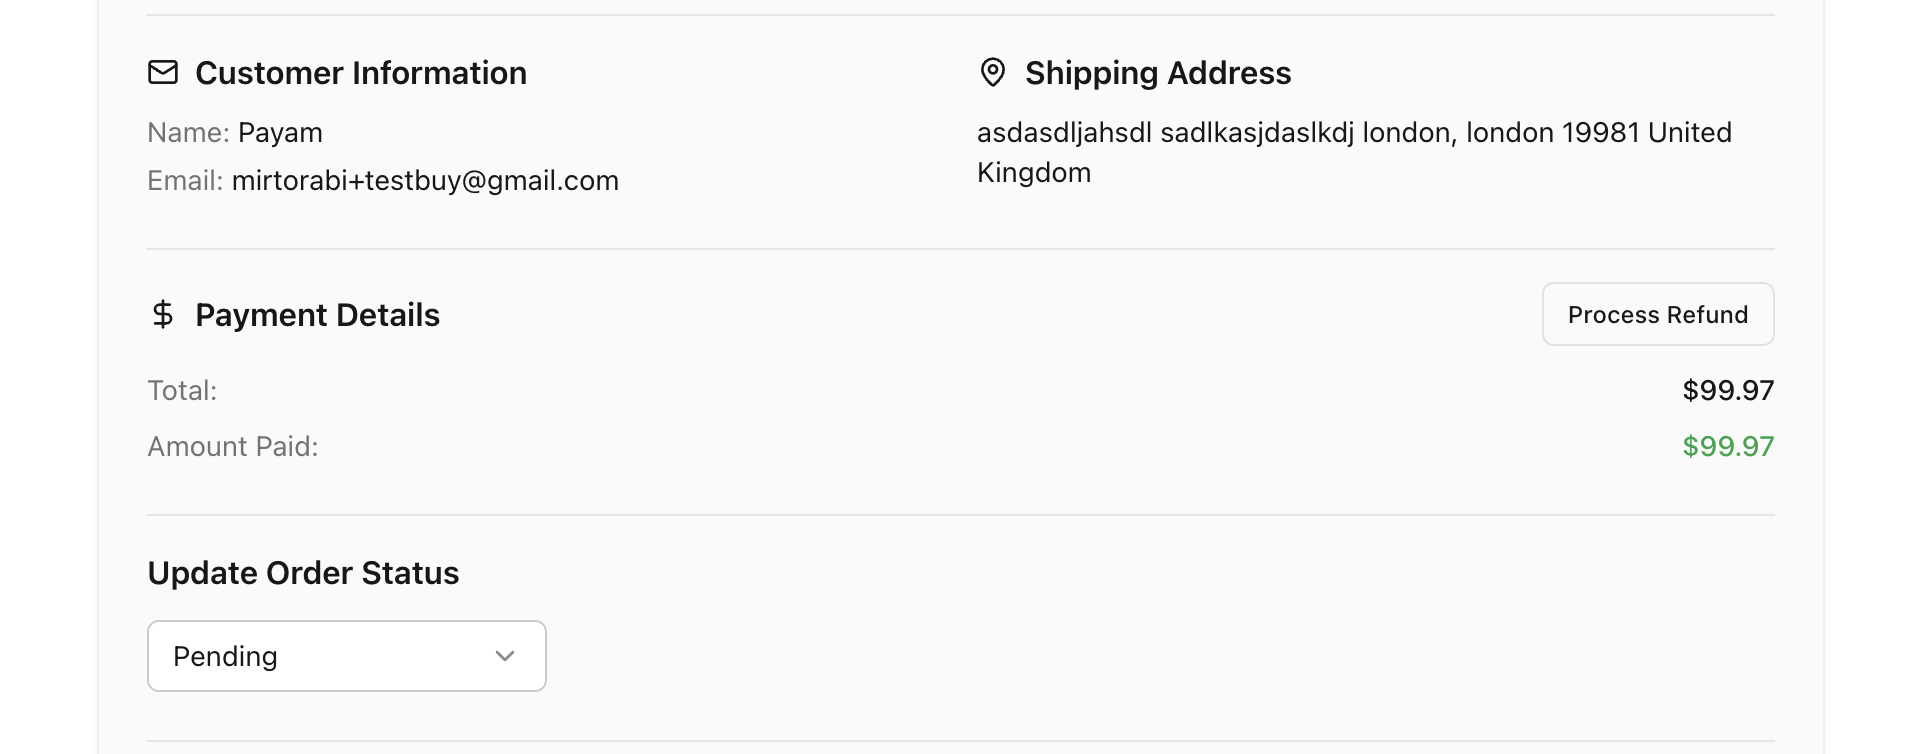 Customer Information
Name: Payam
Email: mirtorabi+testbuy@gmail.com
Shipping Address
asdasdljahsdl sadlkasjdaslkdj london, london 19981 United
Kingdom
Payment Details
Process Refund
Total: $99.97
Amount Paid: $99.97
Update Order Status
Pending